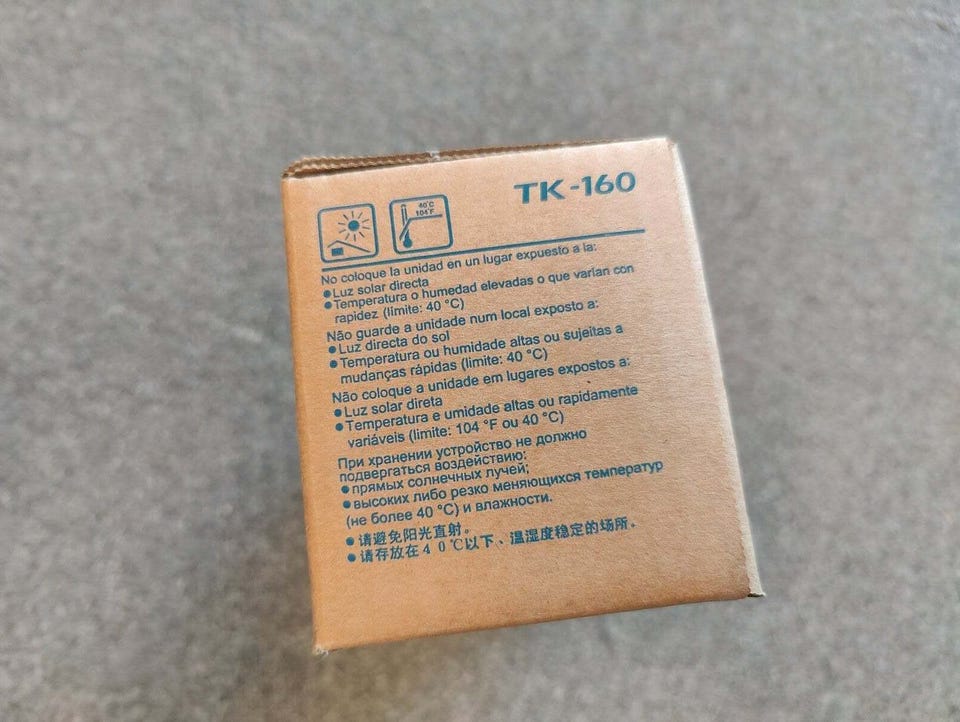 40°C
104°F
TK-160
No coloque la unidad en un lugar expuesto a la:
●Luz solar directa
●Temperatura o humedad elevadas o que varían con
rapidez (limite: 40 °C)
Não guarde a unidade num local exposto a:
●Luz directa do sol
●Temperatura ou humidade altas ou sujeitas a
mudanças rápidas (limite: 40 °C)
Não coloque a unidade em lugares expostos a:
●Luz solar direta
●Temperatura e umidade altas ou rapidamente
variáveis (limite: 104 °F ou 40 °C)
При хранении устройство не должно
подвергаться воздействию:
●прямых солнечных лучей;
●высоких либо резко меняющихся температур
(не более 40 °C) и влажности.
●请避免阳光直射。
●请存放在40℃以下、温湿度稳定的场所。